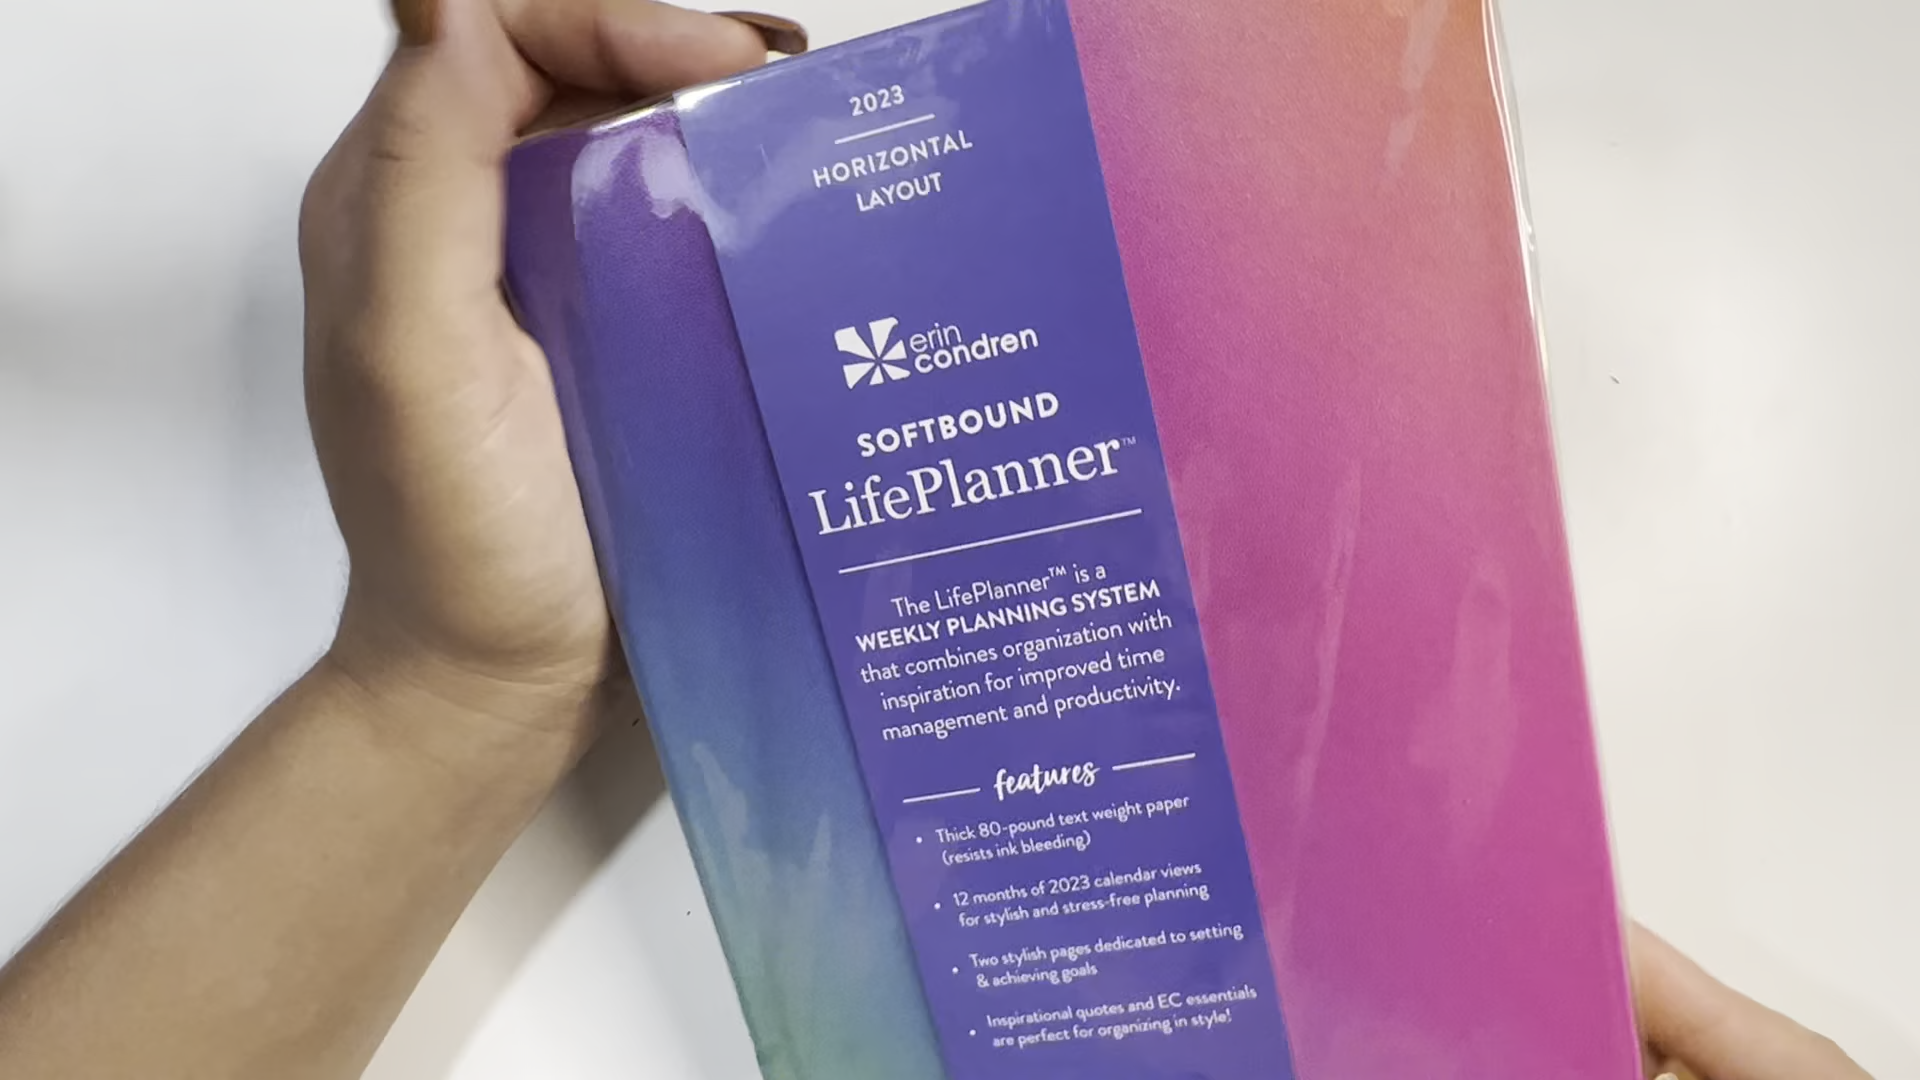 2023
HORIZONTAL
LAYOUT
erin
condren
SOFTBOUND
LifePlanner™
The LifePlanner™ is a
WEEKLY PLANNING SYSTEM
that combines organization with
inspiration for improved time
management and productivity.
features
• Thick 80-pound text weight paper
(resists ink bleeding)
• 12 months of 2023 calendar views
for stylish and stress-free planning
• Two stylish pages dedicated to setting
& achieving goals
• Inspirational quotes and EC essentials
are perfect for organizing in style!